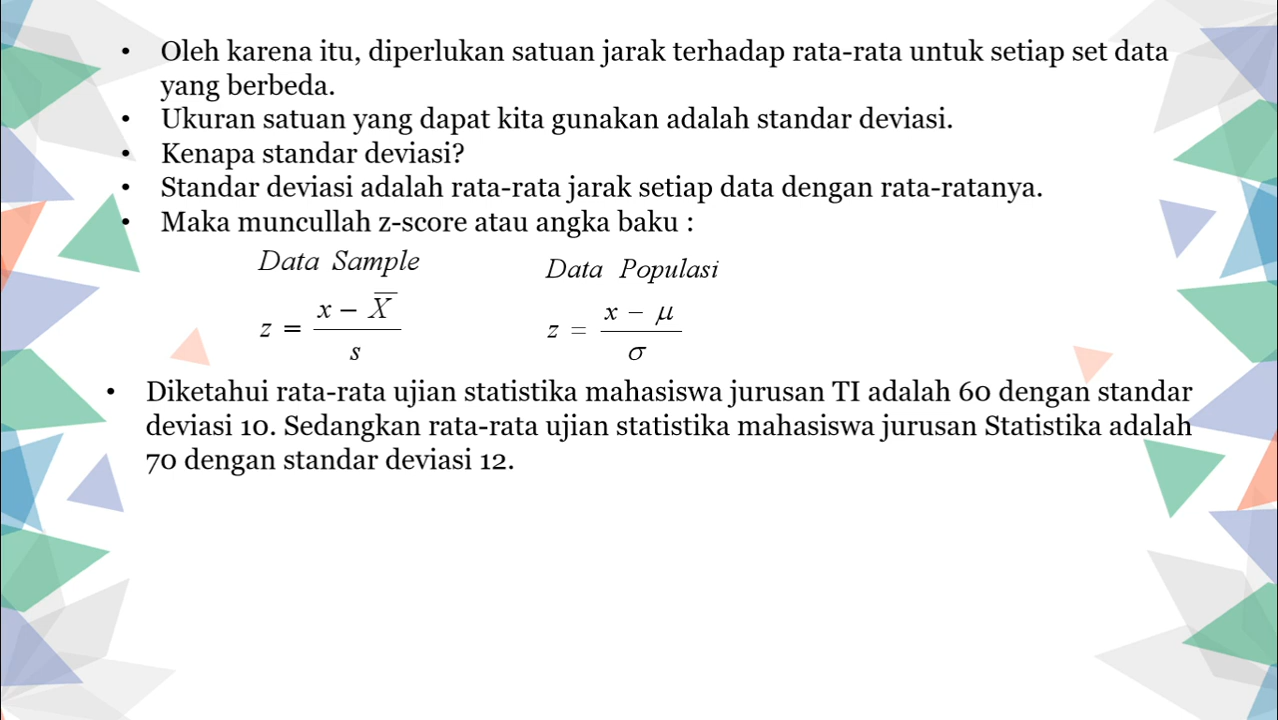 • Oleh karena itu, diperlukan satuan jarak terhadap rata-rata untuk setiap set data
yang berbeda.
• Ukuran satuan yang dapat kita gunakan adalah standar deviasi.
• Kenapa standar deviasi?
• Standar deviasi adalah rata-rata jarak setiap data dengan rata-ratanya.
• Maka muncullah z-score atau angka baku :
Data Sample
z = (x − X̅) / s
Data Populasi
z = (x − μ) / σ
• Diketahui rata-rata ujian statistika mahasiswa jurusan TI adalah 60 dengan standar
deviasi 10. Sedangkan rata-rata ujian statistika mahasiswa jurusan Statistika adalah
70 dengan standar deviasi 12.